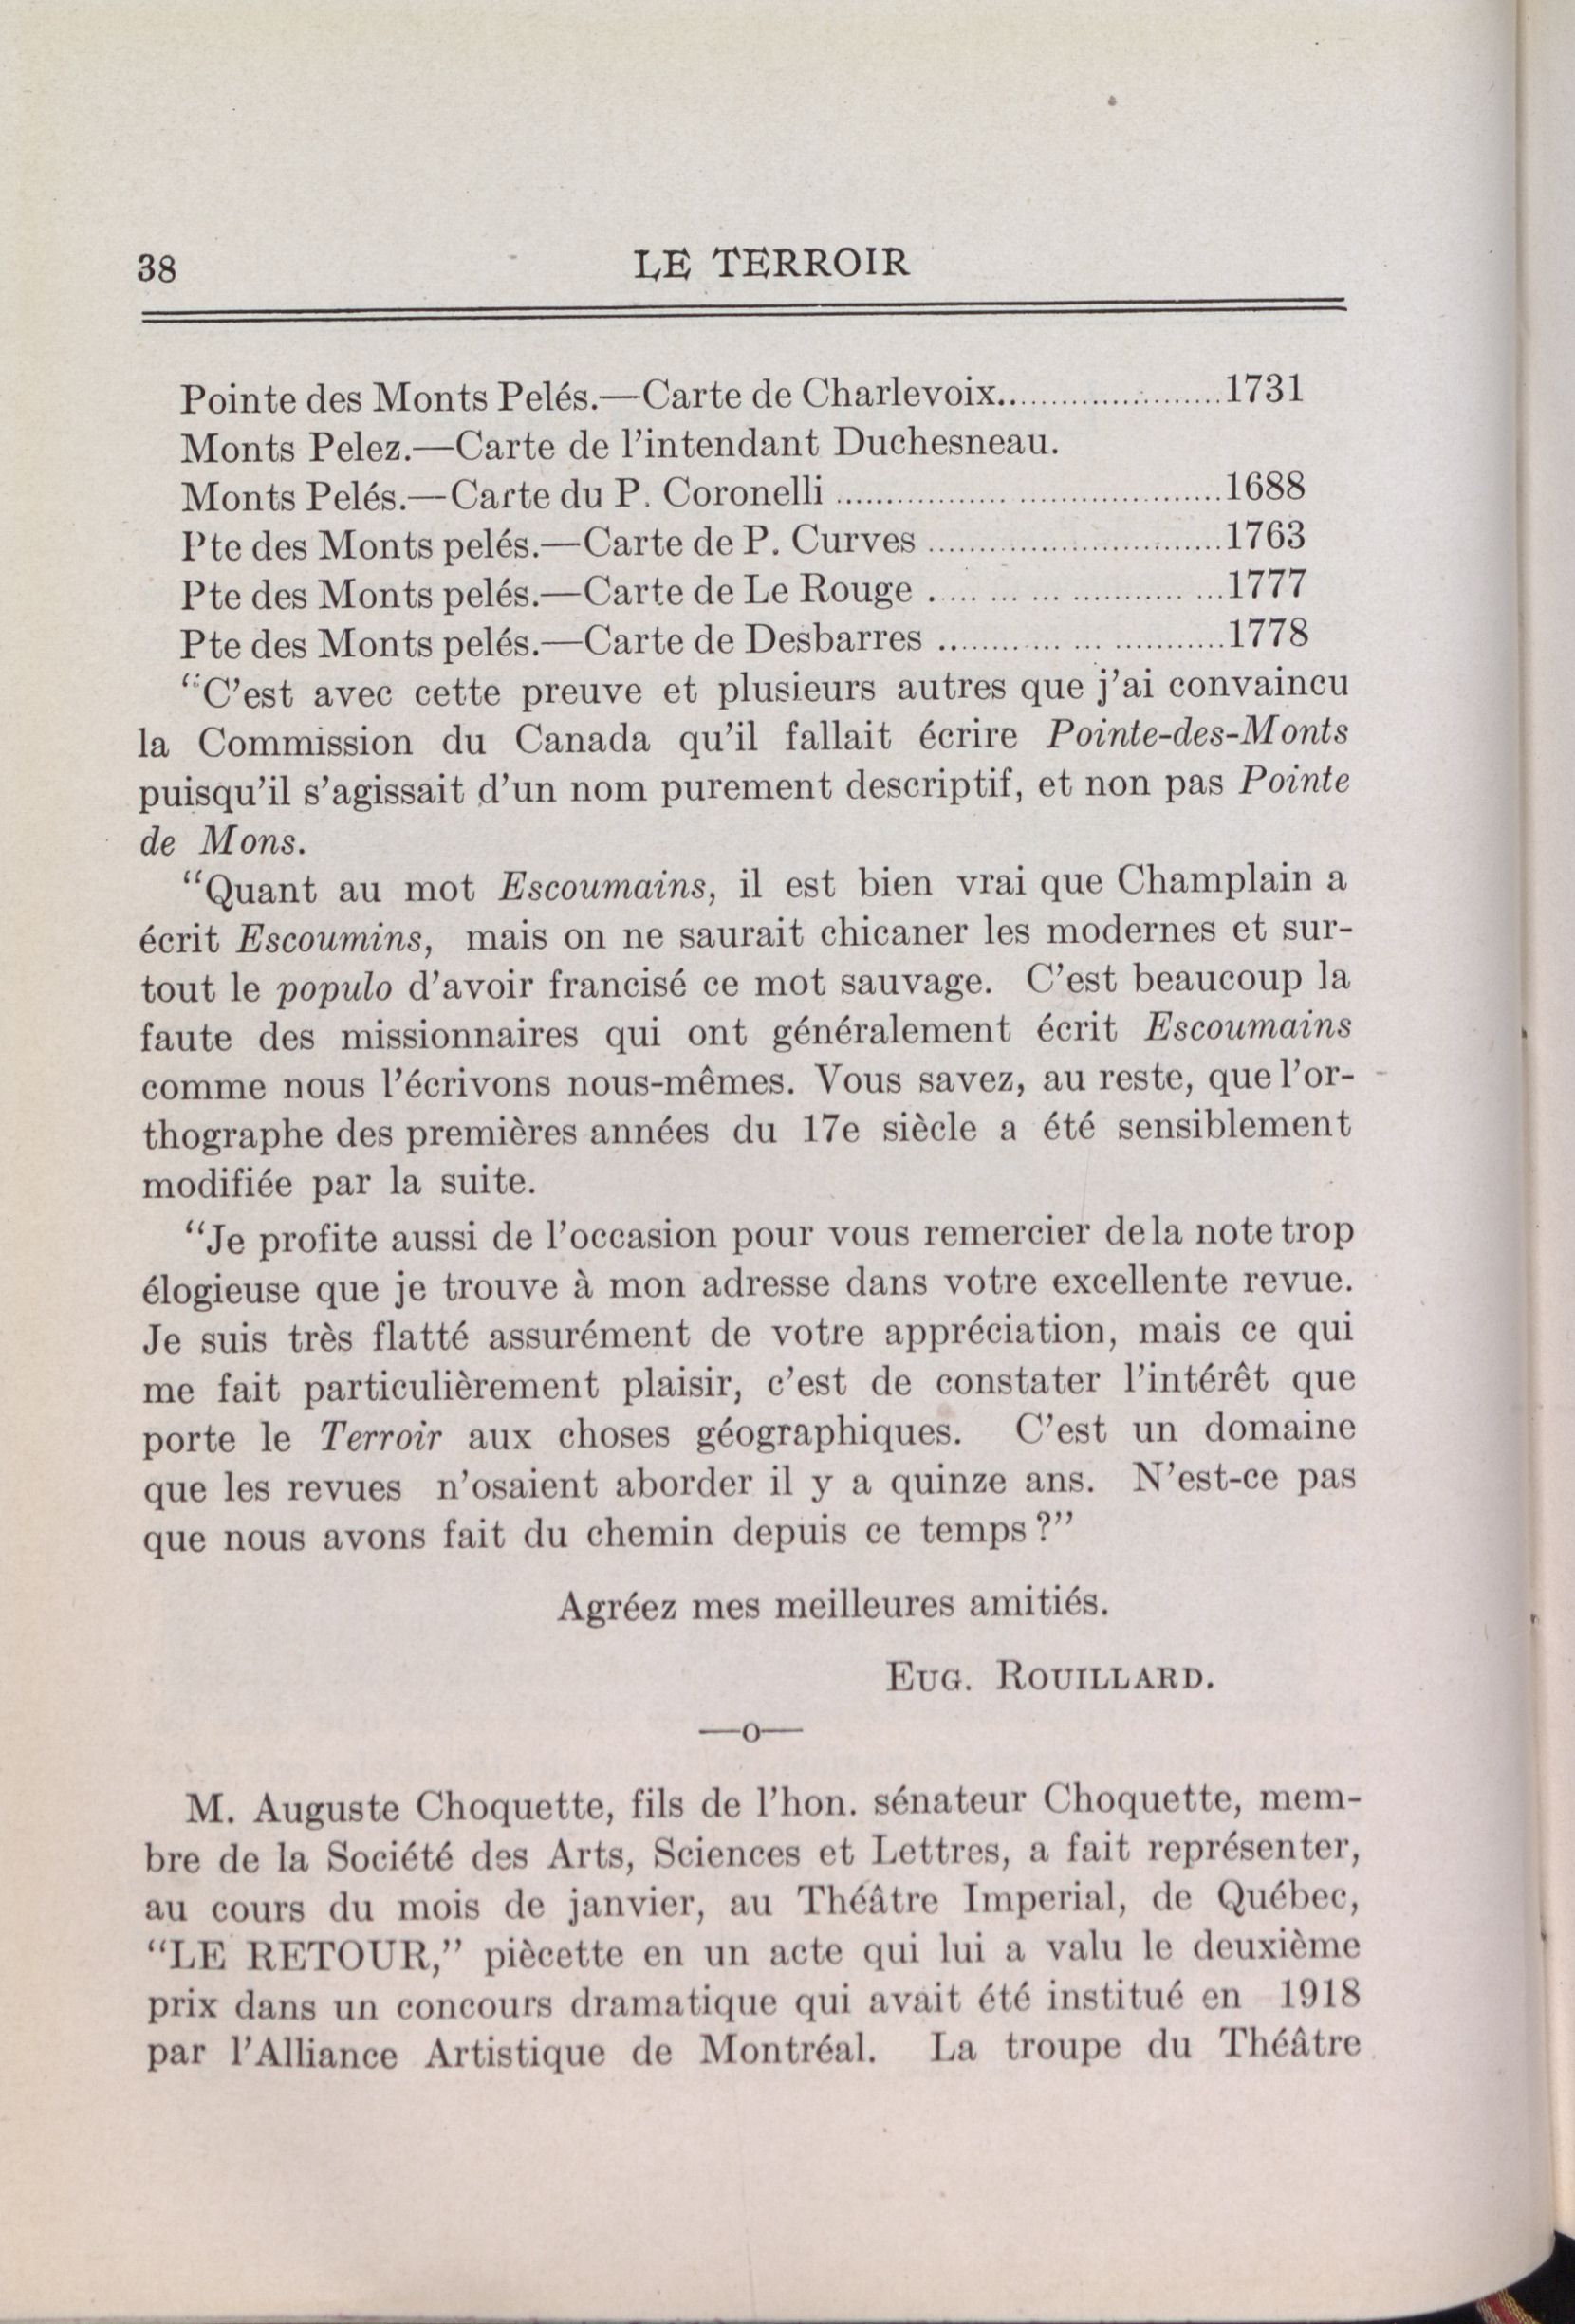 38 LE TERROIR
Pointe des Monts Pelés.—Carte de Charlevoix........................1731
Monts Pelez.—Carte de l'intendant Duchesneau.
Monts Pelés.—Carte du P. Coronelli ........................................1688
Pte des Monts pelés.—Carte de P. Curves ..............................1763
Pte des Monts pelés.—Carte de Le Rouge ..... ... ... ........... ...1777
Pte des Monts pelés.—Carte de Desbarres ............ ... ...........1778
“C'est avec cette preuve et plusieurs autres que j'ai convaincu
la Commission du Canada qu'il fallait écrire Pointe-des-Monts
puisqu'il s'agissait d'un nom purement descriptif, et non pas Pointe
de Mons.
“Quant au mot Escoumains, il est bien vrai que Champlain a
écrit Escoumins, mais on ne saurait chicaner les modernes et sur-
tout le populo d'avoir francisé ce mot sauvage. C'est beaucoup la
faute des missionnaires qui ont généralement écrit Escoumains
comme nous l'écrivons nous-mêmes. Vous savez, au reste, que l'or-
thographe des premières années du 17e siècle a été sensiblement
modifiée par la suite.
“Je profite aussi de l'occasion pour vous remercier de la note trop
élogieuse que je trouve à mon adresse dans votre excellente revue.
Je suis très flatté assurément de votre appréciation, mais ce qui
me fait particulièrement plaisir, c'est de constater l'intérêt que
porte le Terroir aux choses géographiques. C'est un domaine
que les revues n'osaient aborder il y a quinze ans. N'est-ce pas
que nous avons fait du chemin depuis ce temps?”
Agréez mes meilleures amitiés.
EUG. ROUILLARD.
—o—
M. Auguste Choquette, fils de l'hon. sénateur Choquette, mem-
bre de la Société des Arts, Sciences et Lettres, a fait représenter,
au cours du mois de janvier, au Théâtre Imperial, de Québec,
“LE RETOUR,” piècette en un acte qui lui a valu le deuxième
prix dans un concours dramatique qui avait été institué en 1918
par l'Alliance Artistique de Montréal. La troupe du Théâtre